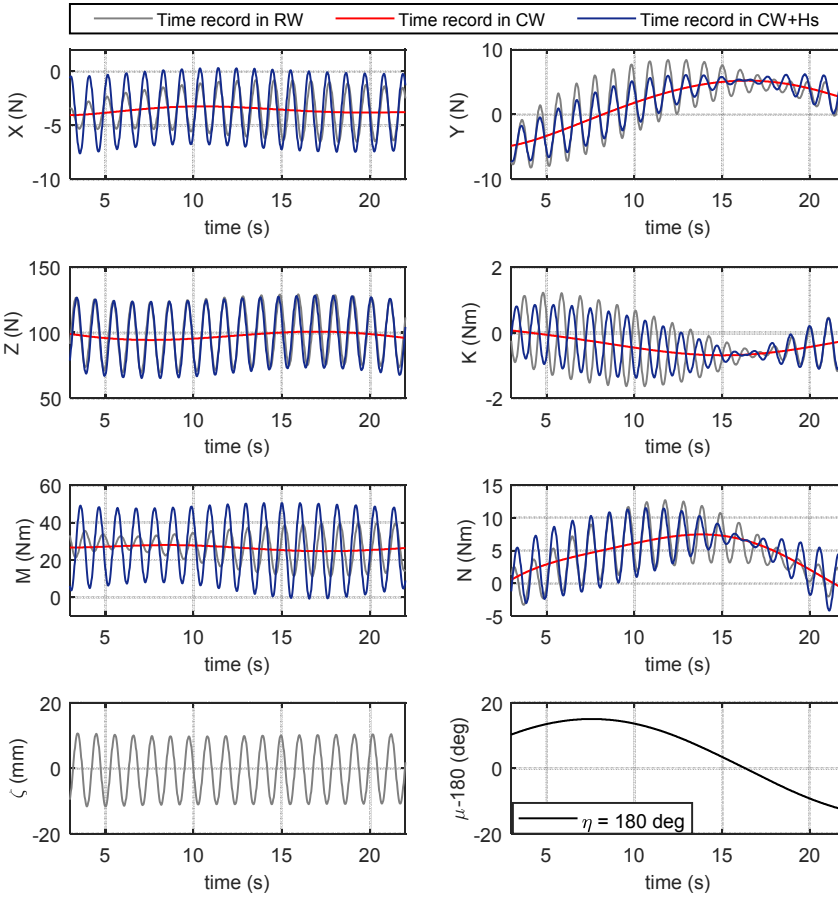 Time record in RW Time record in CW Time record in CW+Hs
0
-5
-10
X (N)
5 10 15 20
time (s)
10
0
-10
Y (N)
5 10 15 20
time (s)
150
100
50
Z (N)
5 10 15 20
time (s)
2
0
-2
K (Nm)
5 10 15 20
time (s)
60
40
20
0
M (Nm)
5 10 15 20
time (s)
15
10
5
0
-5
N (Nm)
5 10 15 20
time (s)
20
0
-20
ζ (mm)
5 10 15 20
time (s)
20
0
-20
μ-180 (deg)
η = 180 deg
5 10 15 20
time (s)